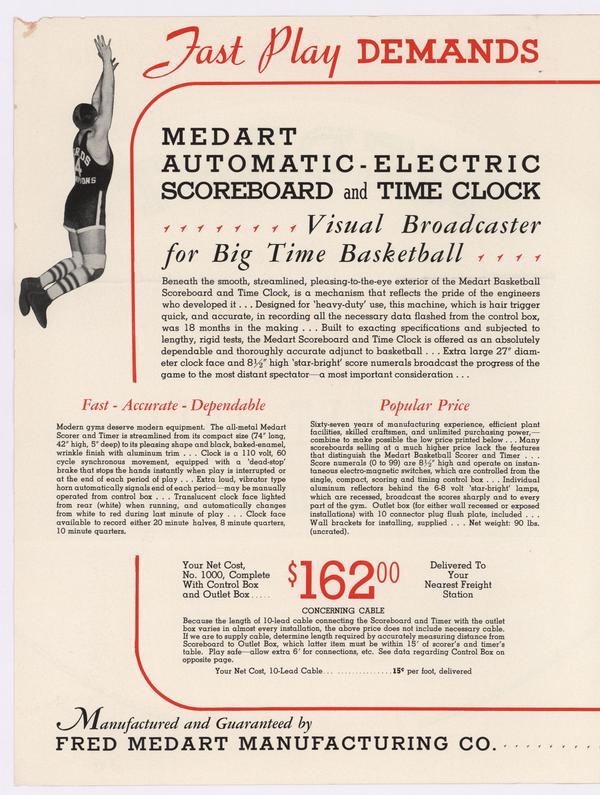 Fast Play DEMANDS
MEDART
AUTOMATIC-ELECTRIC
SCOREBOARD and TIME CLOCK
Visual Broadcaster
for Big Time Basketball
Beneath the smooth, streamlined, pleasing-to-the-eye exterior of the Medart Basketball
Scoreboard and Time Clock, is a mechanism that reflects the pride of the engineers
who developed it . . . Designed for 'heavy-duty' use, this machine, which is hair trigger
quick, and accurate, in recording all the necessary data flashed from the control box,
was 18 months in the making . . . Built to exacting specifications and subjected to
lengthy, rigid tests, the Medart Scoreboard and Time Clock is offered as an absolutely
dependable and thoroughly accurate adjunct to basketball . . . Extra large 27" diam-
eter clock face and 8½" high 'star-bright' score numerals broadcast the progress of the
game to the most distant spectator—a most important consideration . . .
Fast - Accurate - Dependable
Modern gyms deserve modern equipment. The all-metal Medart
Scorer and Timer is streamlined from its compact size (74" long,
42" high, 5" deep) to its pleasing shape and black, baked-enamel,
wrinkle finish with aluminum trim . . . Clock is a 110 volt, 60
cycle synchronous movement, equipped with a 'dead-stop'
brake that stops the hands instantly when play is interrupted or
at the end of each period of play . . . Extra loud, vibrator type
horn automatically signals end of each period—may be manually
operated from control box . . . Translucent clock face lighted
from rear (white) when running, and automatically changes
from white to red during last minute of play . . . Clock face
available to record either 20 minute halves, 8 minute quarters,
10 minute quarters.
Popular Price
Sixty-seven years of manufacturing experience, efficient plant
facilities, skilled craftsmen, and unlimited purchasing power,—
combine to make possible the low price printed below . . . Many
scoreboards selling at a much higher price lack the features
that distinguish the Medart Basketball Scorer and Timer . . .
Score numerals (0 to 99) are 8½" high and operate on instan-
taneous electro-magnetic switches, which are controlled from the
single, compact, scoring and timing control box . . . Individual
aluminum reflectors behind the 6-8 volt 'star-bright' lamps,
which are recessed, broadcast the scores sharply and to every
part of the gym. Outlet box (for either wall recessed or exposed
installations) with 10 connector plug flush plate, included . . .
Wall brackets for installing, supplied . . . Net weight: 90 lbs.
(uncrated).
Your Net Cost,
No. 1000, Complete
With Control Box
and Outlet Box.....
$162.00
Delivered To
Your
Nearest Freight
Station
CONCERNING CABLE
Because the length of 10-lead cable connecting the Scoreboard and Timer with the outlet
box varies in almost every installation, the above price does not include necessary cable.
If we are to supply cable, determine length required by accurately measuring distance from
Scoreboard to Outlet Box, which latter item must be within 15' of scorer's and timer's
table. Play safe—allow extra 6' for connections, etc. See data regarding Control Box on
opposite page.
Your Net Cost, 10-Lead Cable..................15¢ per foot, delivered
Manufactured and Guaranteed by
FRED MEDART MANUFACTURING CO.